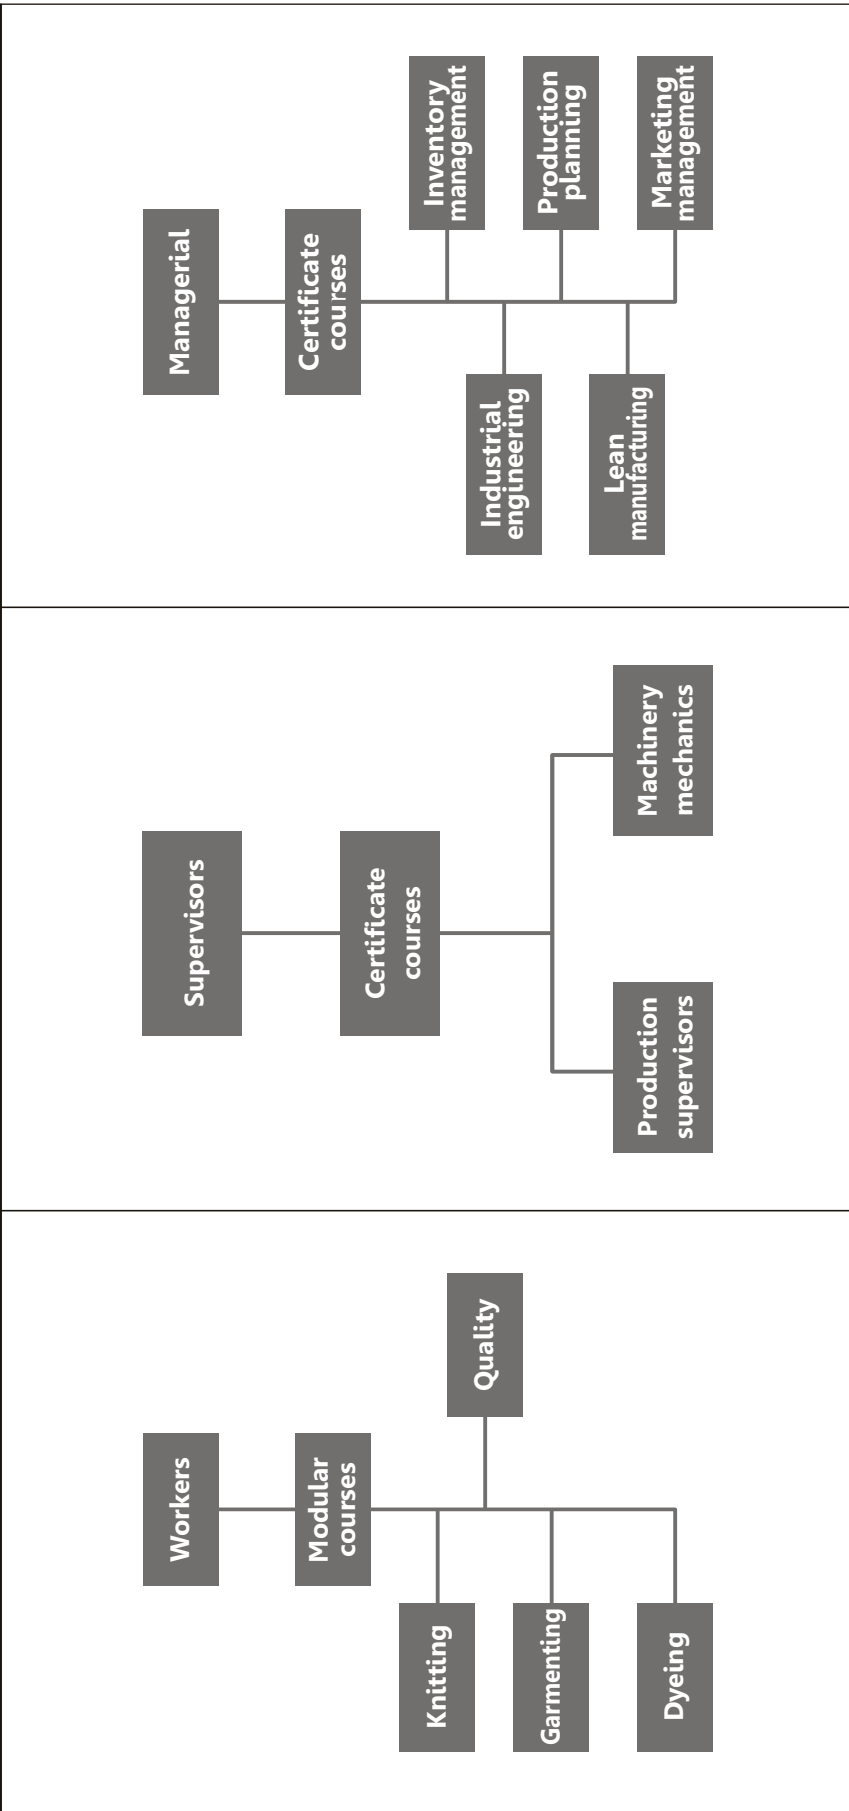 Workers
Modular
courses
Knitting
Quality
Garmenting
Dyeing
Supervisors
Certificate
courses
Production
supervisors
Machinery
mechanics
Managerial
Certificate
courses
Inventory
management
Industrial
engineering
Production
planning
Lean
manufacturing
Marketing
management